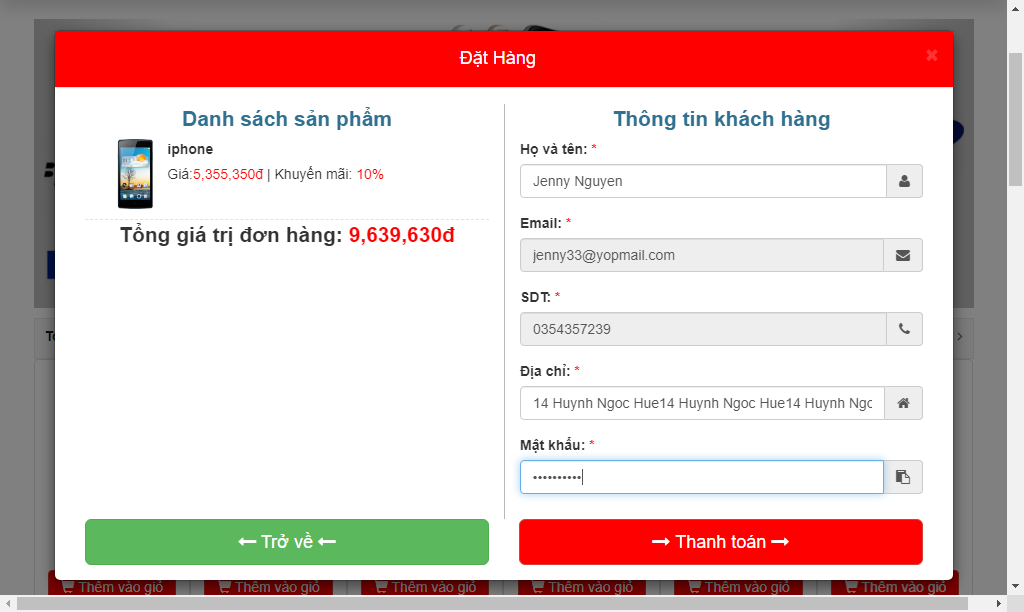 Đặt Hàng
Danh sách sản phẩm
iphone
Giá:5,355,350đ | Khuyến mãi: 10%
Tổng giá trị đơn hàng: 9,639,630đ
Thông tin khách hàng
Họ và tên: *
Jenny Nguyen
Email: *
jenny33@yopmail.com
SDT: *
0354357239
Địa chỉ: *
14 Huynh Ngoc Hue14 Huynh Ngoc Hue14 Huynh Ngc
Mật khẩu: *
••••••••••
Trở về
Thanh toán
Thêm vào giỏ Thêm vào giỏ Thêm vào giỏ Thêm vào giỏ Thêm vào giỏ Thêm vào giỏ